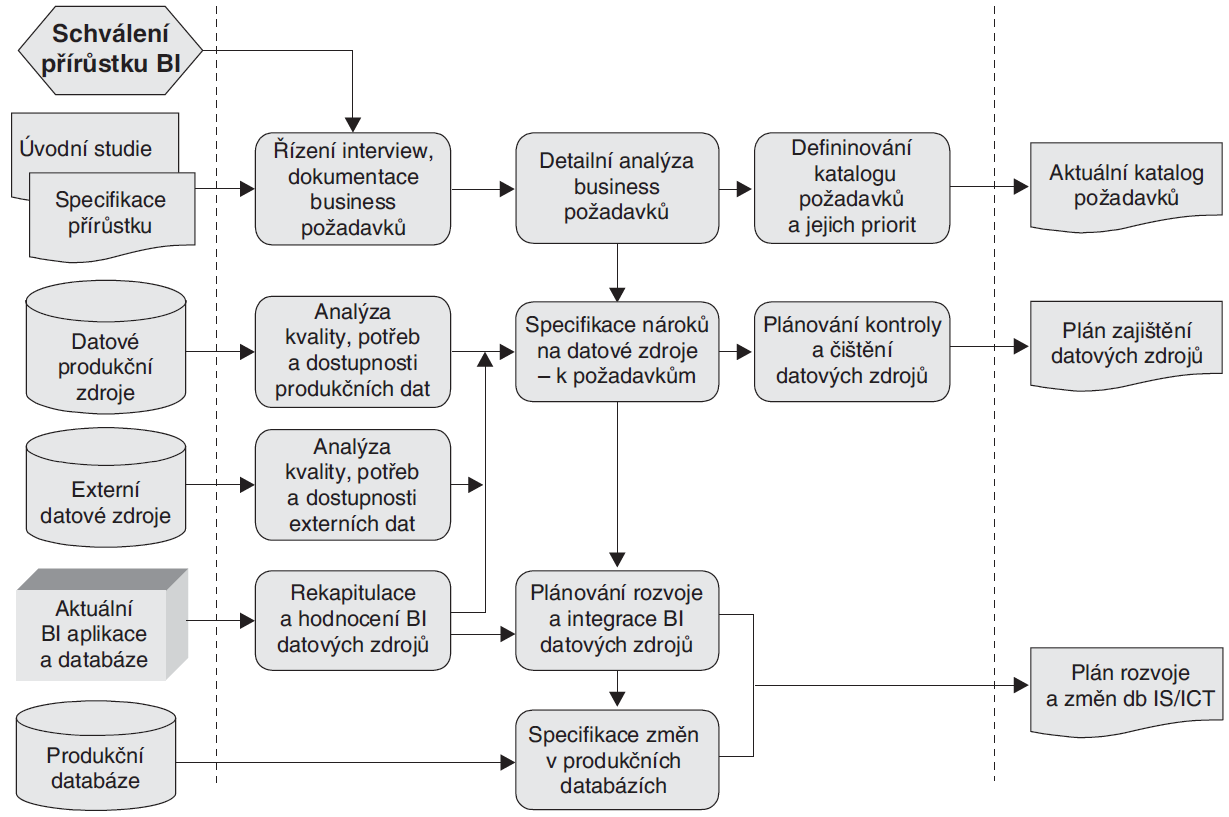 Schválení
přírůstku BI
Úvodní studie
Specifikace
přírůstku
Řízení interview,
dokumentace
business
požadavků
Detailní analýza
business
požadavků
Defininování
katalogu
požadavků
a jejich priorit
Aktuální katalog
požadavků
Datové
produkční
zdroje
Analýza
kvality, potřeb
a dostupnosti
produkčních dat
Specifikace nároků
na datové zdroje
– k požadavkům
Plánování kontroly
a čištění
datových zdrojů
Plán zajištění
datových zdrojů
Externí
datové zdroje
Analýza
kvality, potřeb
a dostupnosti
externích dat
Aktuální
BI aplikace
a databáze
Rekapitulace
a hodnocení BI
datových zdrojů
Plánování rozvoje
a integrace BI
datových zdrojů
Plán rozvoje
a změn db IS/ICT
Produkční
databáze
Specifikace změn
v produkčních
databázích